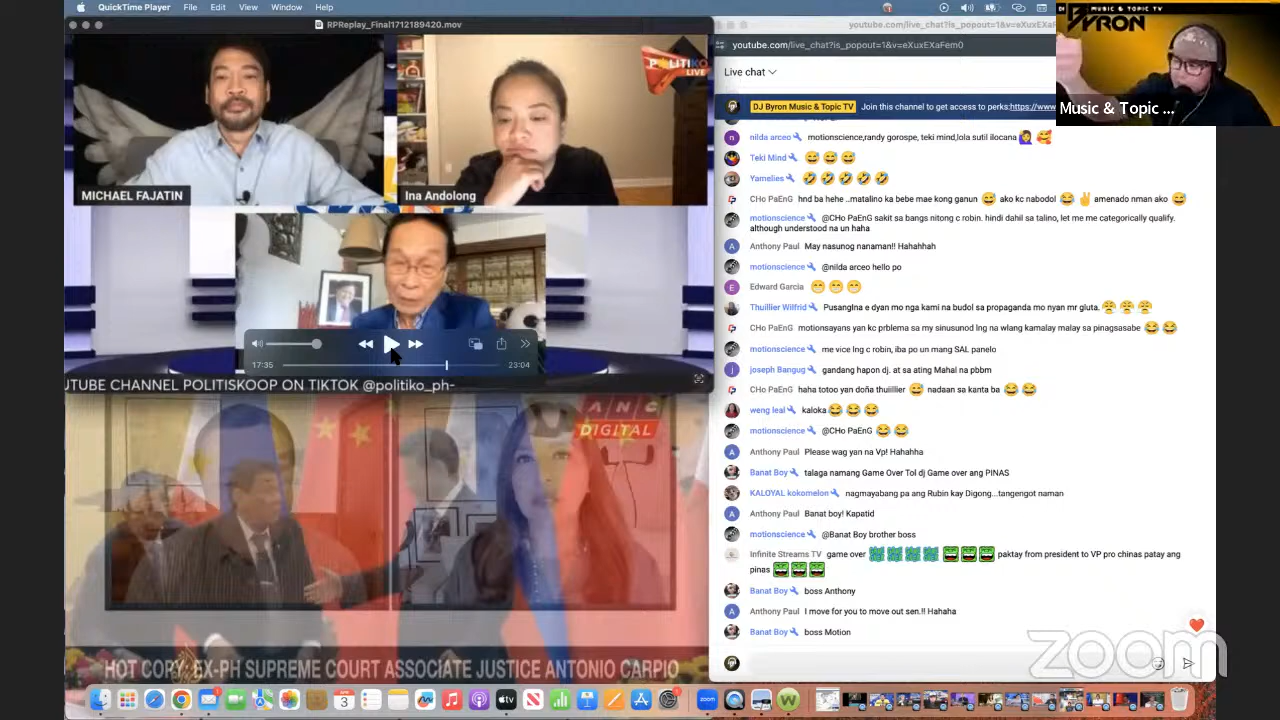 QuickTime Player File Edit View Window Help
RPReplay_Final1712189420.mov
youtube.com/live_chat?is_popout=1&v=eXuxEXaFem0
youtube.com/live_chat?is_popout=1&v=eXuxEXaFem0
Live chat
DJ Byron Music & Topic TV Join this channel to get access to perks:https://www
nilda arceo motionscience,randy gorospe, teki mind,lola sutil ilocana 🙋‍♀️ 🥰
Teki Mind 😅 😅 😅
Yamelies 🤣 🤣 🤣 🤣 🤣
CHo PaEnG hnd ba hehe ..matalino ka bebe mae kong ganun 😅 ako kc nabodol 😂 ✌️ amenado nman ako 😅
motionscience @CHo PaEnG sakit sa bangs nitong c robin. hindi dahil sa talino, let me me categorically qualify.
although understood na un haha
Anthony Paul May nasunog nanaman!! Hahahhah
motionscience @nilda arceo hello po
Edward Garcia 😁 😁 😁
Thuillier Wilfrid PusangIna e dyan mo nga kami na budol sa propaganda mo nyan mr gluta. 😤 😤 😤
CHo PaEnG motionsayans yan kc prblema sa my sinusunod lng na wlang kamalay malay sa pinagsasabe 😂 😂
motionscience me vice lng c robin, iba po un mang SAL panelo
joseph Bangug gandang hapon dj. at sa ating Mahal na pbbm
CHo PaEnG haha totoo yan doña thuiillier 😅 nadaan sa kanta ba 😂 😂
weng leal kaloka 😂 😂 😂
motionscience @CHo PaEnG 😂 😂
Anthony Paul Please wag yan na Vp! Hahahha
Banat Boy talaga namang Game Over Tol dj Game over ang PINAS
KALOYAL kokomelon nagmayabang pa ang Rubin kay Digong...tangengot naman
Anthony Paul Banat boy! Kapatid
motionscience @Banat Boy brother boss
Infinite Streams TV game over paktay from president to VP pro chinas patay ang
pinas
Banat Boy boss Anthony
Anthony Paul I move for you to move out sen.!! Hahaha
Banat Boy boss Motion
MUSIC & TOPIC TV
BYRON
Music & Topic ...
POLITIKO
LIVE
MICHAEL FAJATIN
Ina Andolong
17:35
23:04
UTUBE CHANNEL POLITISKOOP ON TIKTOK @politiko_ph-
ANC
DIGITAL
HOT COPY EX-PH SUPREME COURT ASSOCIATE JUSTICE ANTONIO CARPIO
zoom
APR
3
zoom